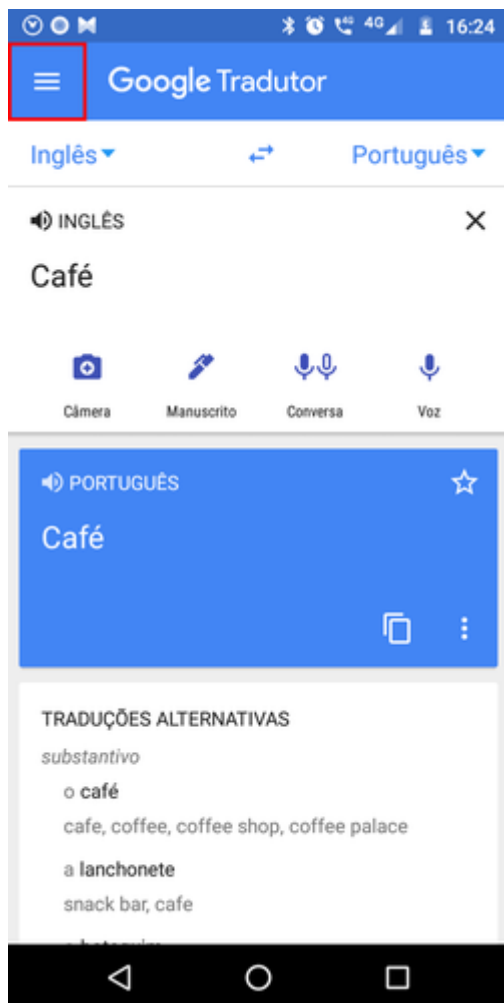 16:24
Google Tradutor
Inglês Português
INGLÊS
Café
Câmera Manuscrito Conversa Voz
PORTUGUÊS
Café
TRADUÇÕES ALTERNATIVAS
substantivo
o café
cafe, coffee, coffee shop, coffee palace
a lanchonete
snack bar, cafe